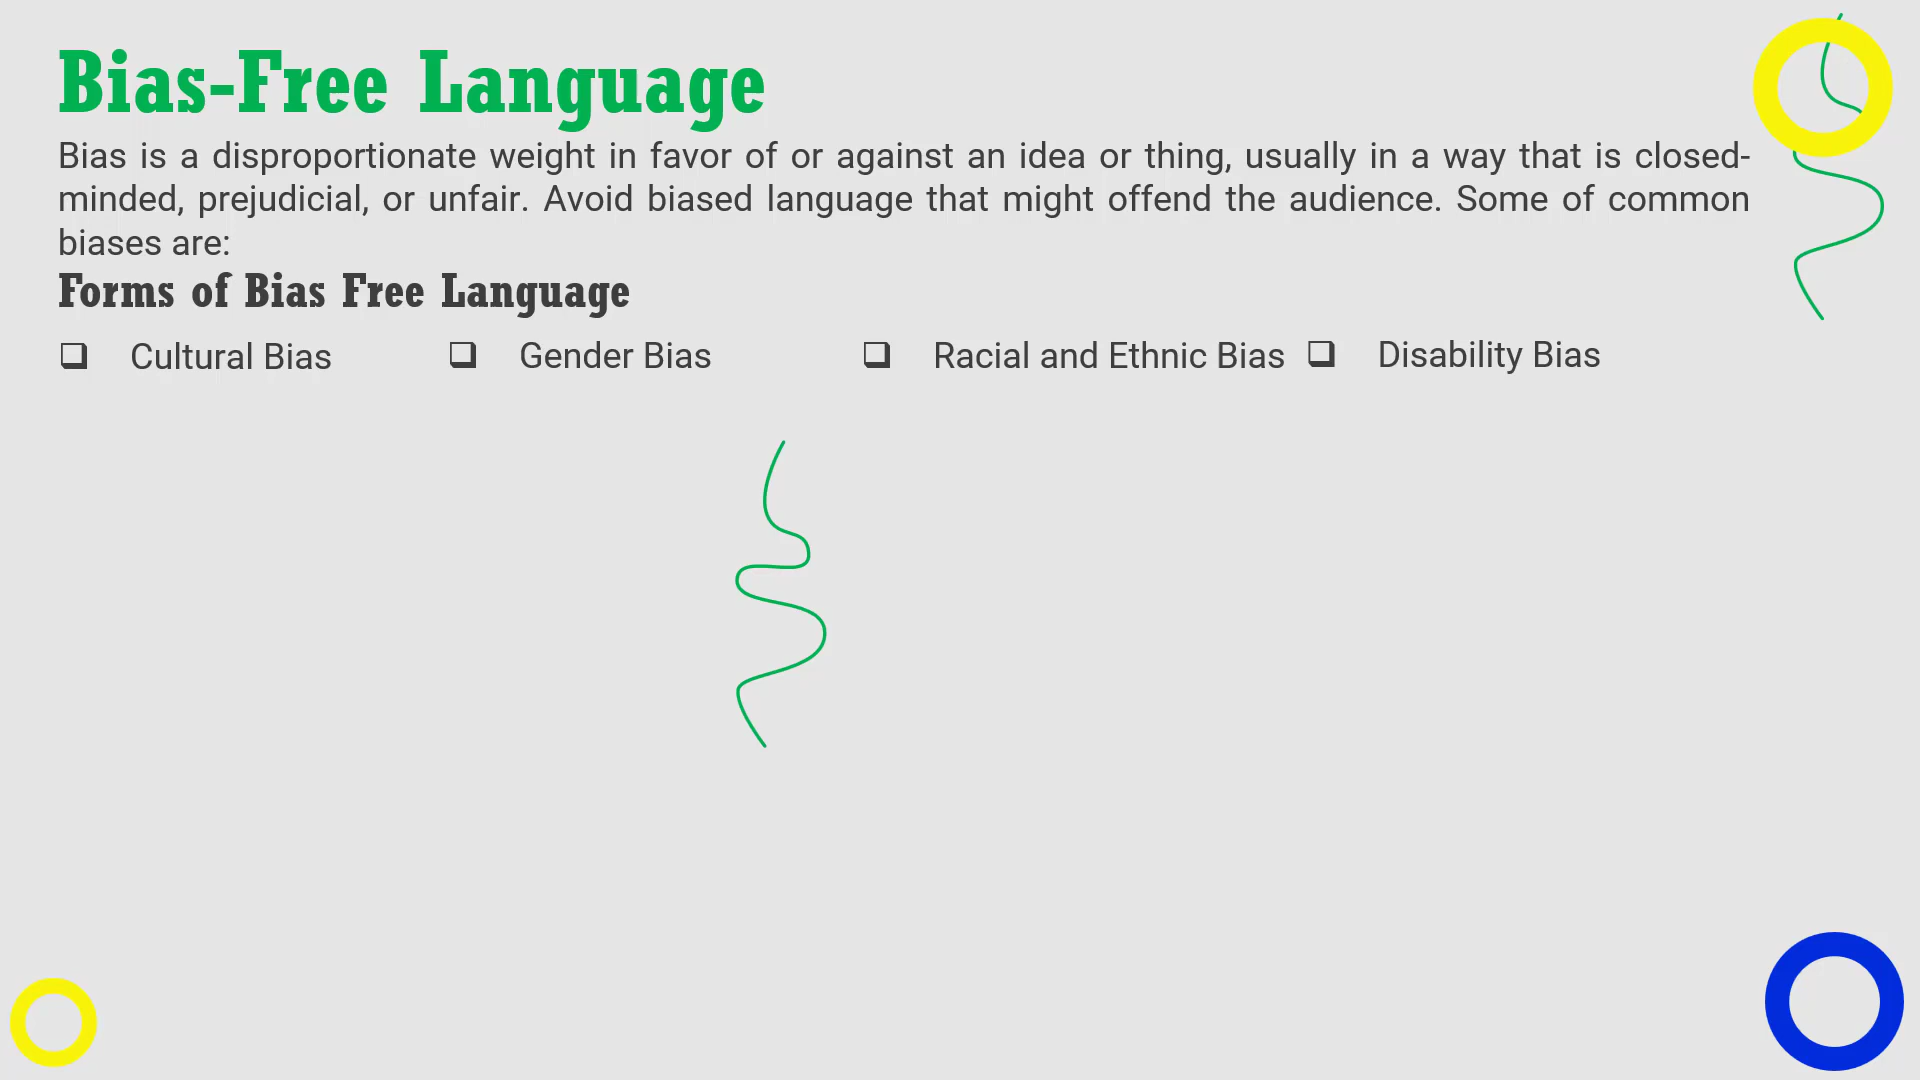 Bias-Free Language
Bias is a disproportionate weight in favor of or against an idea or thing, usually in a way that is closed-
minded, prejudicial, or unfair. Avoid biased language that might offend the audience. Some of common
biases are:
Forms of Bias Free Language
❑ Cultural Bias ❑ Gender Bias ❑ Racial and Ethnic Bias ❑ Disability Bias